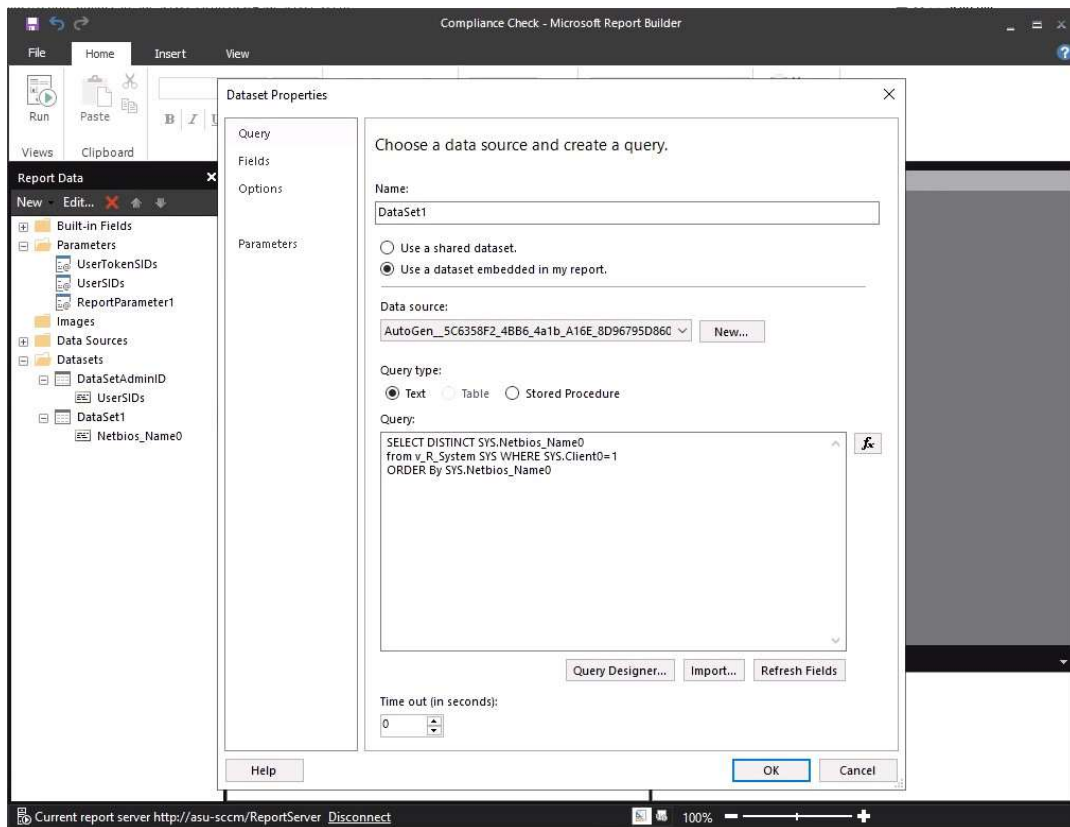 Compliance Check - Microsoft Report Builder
File
Home
Insert
View
Run
Paste
B
I
U
Views
Clipboard
Report Data
New
Edit...
Built-in Fields
Parameters
UserTokenSIDs
UserSIDs
ReportParameter1
Images
Data Sources
Datasets
DataSetAdminID
UserSIDs
DataSet1
Netbios_Name0
Dataset Properties
Query
Fields
Options
Parameters
Choose a data source and create a query.
Name:
DataSet1
Use a shared dataset.
Use a dataset embedded in my report.
Data source:
AutoGen__5C6358F2_4BB6_4a1b_A16E_8D96795D860
New...
Query type:
Text
Table
Stored Procedure
Query:
SELECT DISTINCT SYS.Netbios_Name0
from v_R_System SYS WHERE SYS.Client0=1
ORDER By SYS.Netbios_Name0
fx
Query Designer...
Import...
Refresh Fields
Time out (in seconds):
0
Help
OK
Cancel
Current report server http://asu-sccm/ReportServer Disconnect
100%